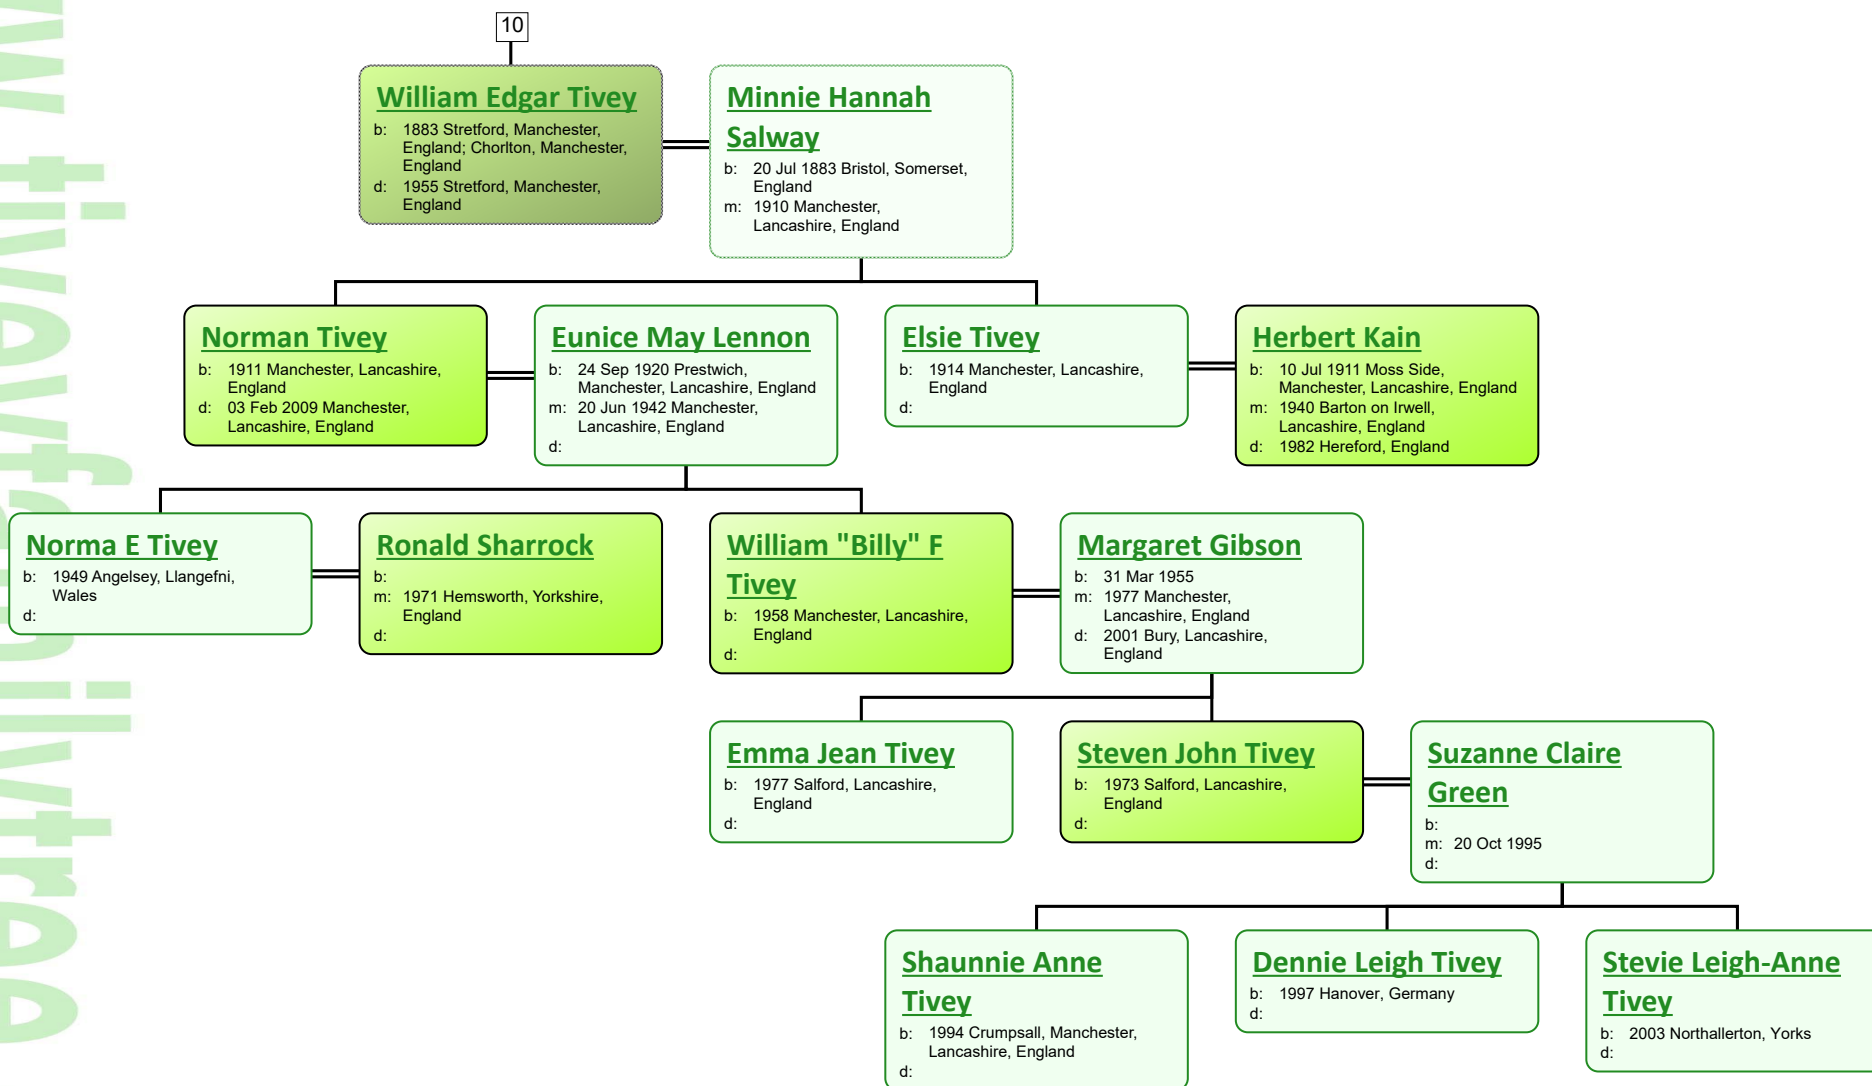 10
William Edgar Tivey
b: 1883 Stretford, Manchester,
England; Chorlton, Manchester,
England
d: 1955 Stretford, Manchester,
England
Minnie Hannah
Salway
b: 20 Jul 1883 Bristol, Somerset,
England
m: 1910 Manchester,
Lancashire, England
Norman Tivey
b: 1911 Manchester, Lancashire,
England
d: 03 Feb 2009 Manchester,
Lancashire, England
Eunice May Lennon
b: 24 Sep 1920 Prestwich,
Manchester, Lancashire, England
m: 20 Jun 1942 Manchester,
Lancashire, England
d:
Elsie Tivey
b: 1914 Manchester, Lancashire,
England
d:
Herbert Kain
b: 10 Jul 1911 Moss Side,
Manchester, Lancashire, England
m: 1940 Barton on Irwell,
Lancashire, England
d: 1982 Hereford, England
Norma E Tivey
b: 1949 Angelsey, Llangefni,
Wales
d:
Ronald Sharrock
b:
m: 1971 Hemsworth, Yorkshire,
England
d:
William "Billy" F
Tivey
b: 1958 Manchester, Lancashire,
England
d:
Margaret Gibson
b: 31 Mar 1955
m: 1977 Manchester,
Lancashire, England
d: 2001 Bury, Lancashire,
England
Emma Jean Tivey
b: 1977 Salford, Lancashire,
England
d:
Steven John Tivey
b: 1973 Salford, Lancashire,
England
d:
Suzanne Claire
Green
b:
m: 20 Oct 1995
d:
Shaunnie Anne
Tivey
b: 1994 Crumpsall, Manchester,
Lancashire, England
d:
Dennie Leigh Tivey
b: 1997 Hanover, Germany
d:
Stevie Leigh-Anne
Tivey
b: 2003 Northallerton, Yorks
d:
w tiveyfamilytree